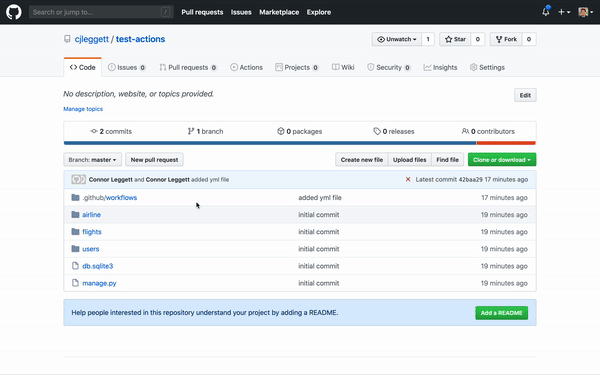 Search or jump to... / Pull requests Issues Marketplace Explore
cjleggett / test-actions Unwatch 1 Star 0 Fork 0
Code Issues 0 Pull requests 0 Actions Projects 0 Wiki Security 0 Insights Settings
No description, website, or topics provided. Edit
Manage topics
2 commits 1 branch 0 packages 0 releases 0 contributors
Branch: master New pull request Create new file Upload files Find file Clone or download
Connor Leggett and Connor Leggett added yml file Latest commit 42baa29 17 minutes ago
.github/workflows added yml file 17 minutes ago
airline initial commit 19 minutes ago
flights initial commit 19 minutes ago
users initial commit 19 minutes ago
db.sqlite3 initial commit 19 minutes ago
manage.py initial commit 19 minutes ago
Help people interested in this repository understand your project by adding a README. Add a README